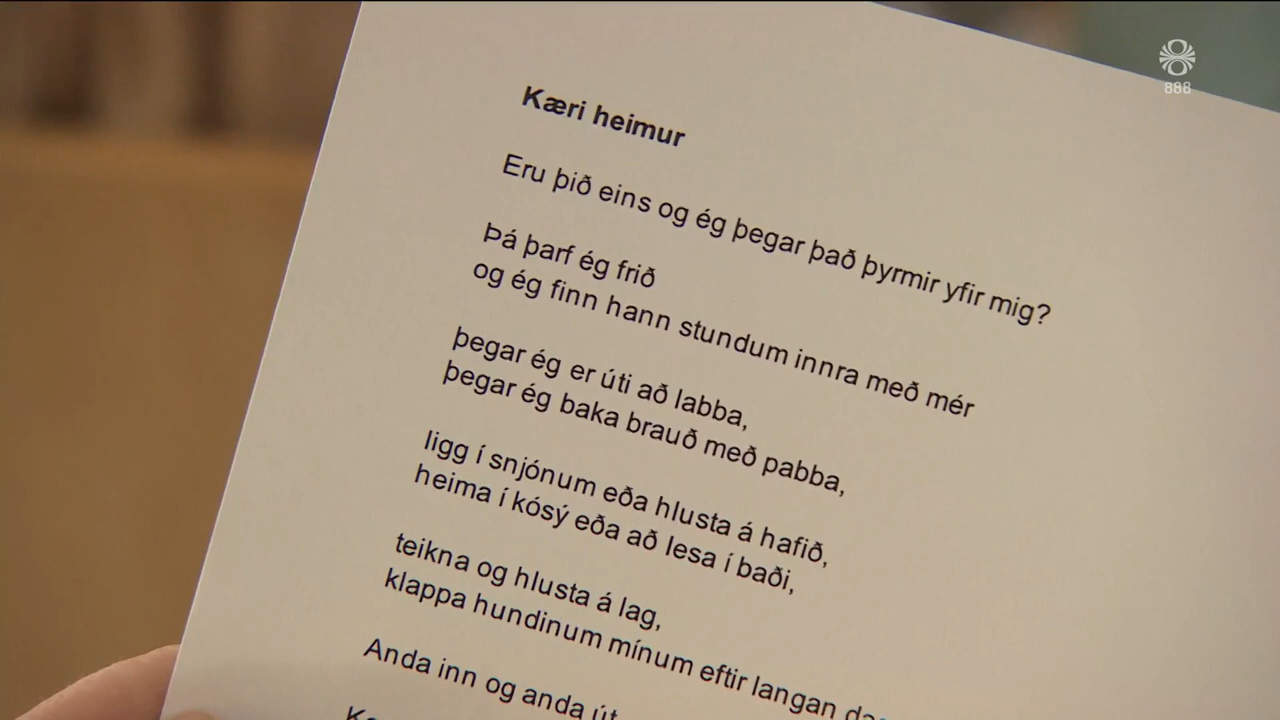 888
Kæri heimur
Eru þið eins og ég þegar það þyrmir yfir mig?
Þá þarf ég frið
og ég finn hann stundum innra með mér
þegar ég er úti að labba,
þegar ég baka brauð með pabba,
ligg í snjónum eða hlusta á hafið,
heima í kósý eða að lesa í baði,
teikna og hlusta á lag,
klappa hundinum mínum eftir langan
Anda inn og anda út